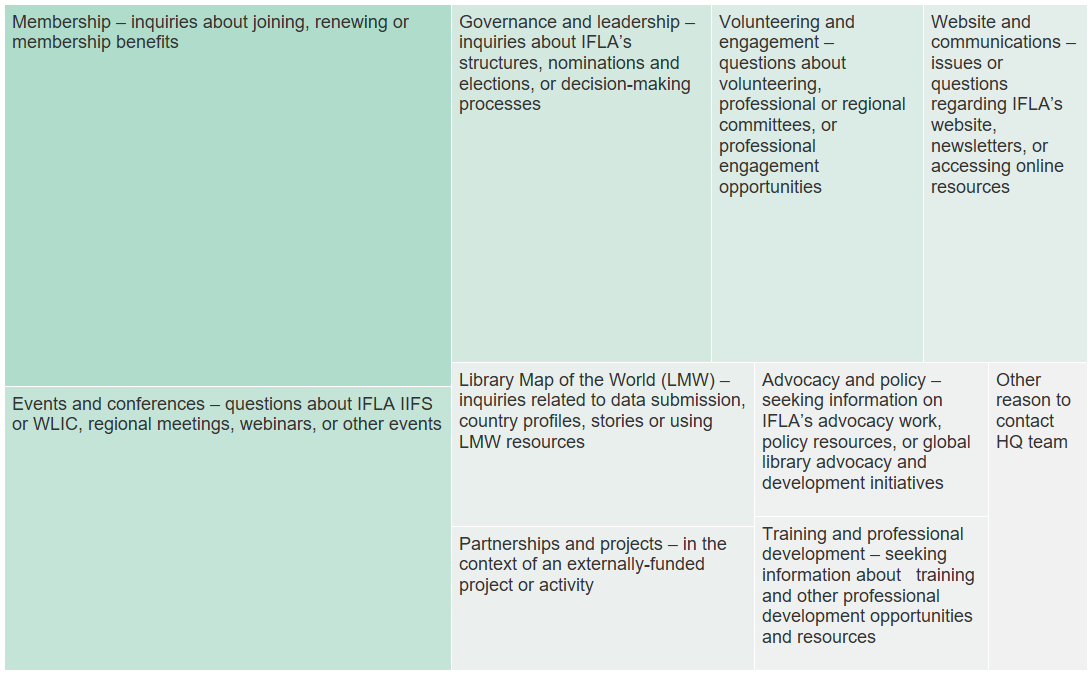 Membership – inquiries about joining, renewing or
membership benefits
Events and conferences – questions about IFLA IIFS
or WLIC, regional meetings, webinars, or other events
Governance and leadership –
inquiries about IFLA’s
structures, nominations and
elections, or decision-making
processes
Volunteering and
engagement –
questions about
volunteering,
professional or regional
committees, or
professional
engagement
opportunities
Website and
communications –
issues or
questions
regarding IFLA’s
website,
newsletters, or
accessing online
resources
Library Map of the World (LMW) –
inquiries related to data submission,
country profiles, stories or using
LMW resources
Partnerships and projects – in the
context of an externally-funded
project or activity
Advocacy and policy –
seeking information on
IFLA’s advocacy work,
policy resources, or global
library advocacy and
development initiatives
Training and professional
development – seeking
information about   training
and other professional
development opportunities
and resources
Other
reason to
contact
HQ team